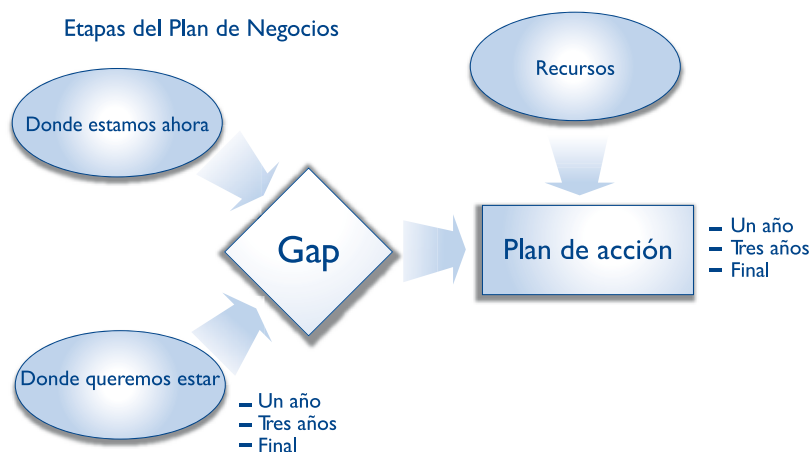 Etapas del Plan de Negocios
Recursos
Donde estamos ahora
Gap
Plan de acción
– Un año
– Tres años
– Final
Donde queremos estar
– Un año
– Tres años
– Final